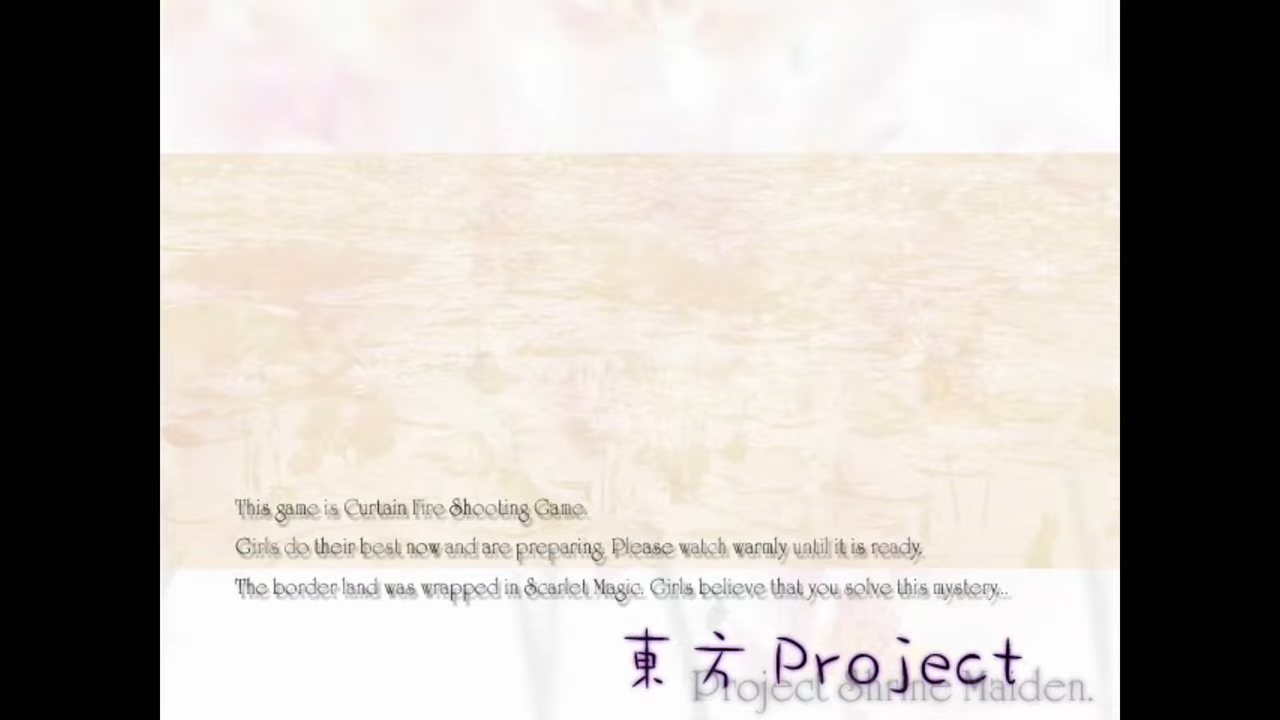 This game is Curtain Fire Shooting Game.
Girls do their best now and are preparing. Please watch warmly until it is ready.
The border land was wrapped in Scarlet Magic. Girls believe that you solve this mystery...
東方Project
Project Shrine Maiden.